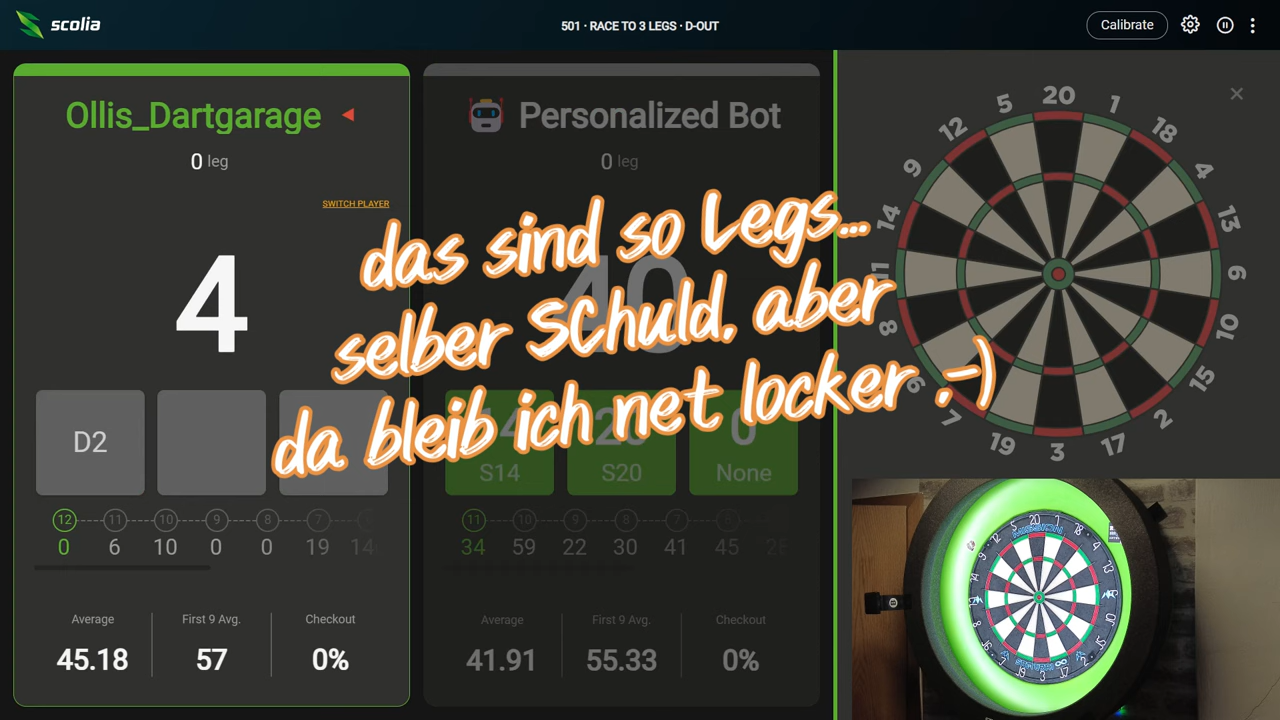 scolia
501 · RACE TO 3 LEGS · D-OUT
Calibrate
Ollis_Dartgarage
0 leg
SWITCH PLAYER
4
D2
12 11 10 9 8 7
0 6 10 0 0 19
Average First 9 Avg. Checkout
45.18 57 0%
Personalized Bot
0 leg
40
S14 S20 None
0
11 10 9 8 7
34 59 22 30 41 45
Average First 9 Avg. Checkout
41.91 55.33 0%
das sind so Legs...
selber SChuld, aber
da bleib ich net locker ;-)
20 1 18 4 13 6 10 15 2 17 3 19 7 8 14 9 12 5
MISSION